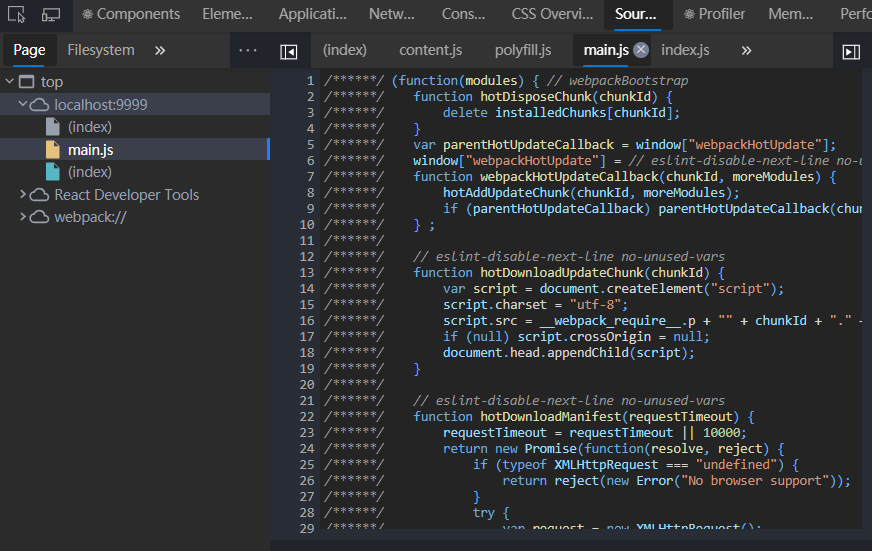 Components Eleme... Applicati... Netw... Cons... CSS Overvi... Sour... Profiler Mem... Perfo
Page Filesystem » ··· (index) content.js polyfill.js main.js index.js »
top
localhost:9999
(index)
main.js
(index)
React Developer Tools
webpack://
1 /******/ (function(modules) { // webpackBootstrap
2 /******/ function hotDisposeChunk(chunkId) {
3 /******/ delete installedChunks[chunkId];
4 /******/ }
5 /******/ var parentHotUpdateCallback = window["webpackHotUpdate"];
6 /******/ window["webpackHotUpdate"] = // eslint-disable-next-line no-u
7 /******/ function webpackHotUpdateCallback(chunkId, moreModules) {
8 /******/ hotAddUpdateChunk(chunkId, moreModules);
9 /******/ if (parentHotUpdateCallback) parentHotUpdateCallback(chun
10 /******/ } ;
11 /******/
12 /******/ // eslint-disable-next-line no-unused-vars
13 /******/ function hotDownloadUpdateChunk(chunkId) {
14 /******/ var script = document.createElement("script");
15 /******/ script.charset = "utf-8";
16 /******/ script.src = __webpack_require__.p + "" + chunkId + "." +
17 /******/ if (null) script.crossOrigin = null;
18 /******/ document.head.appendChild(script);
19 /******/ }
20 /******/
21 /******/ // eslint-disable-next-line no-unused-vars
22 /******/ function hotDownloadManifest(requestTimeout) {
23 /******/ requestTimeout = requestTimeout || 10000;
24 /******/ return new Promise(function(resolve, reject) {
25 /******/ if (typeof XMLHttpRequest === "undefined") {
26 /******/ return reject(new Error("No browser support"));
27 /******/ }
28 /******/ try {
29 /******/ var request = new XMLHttpRequest();